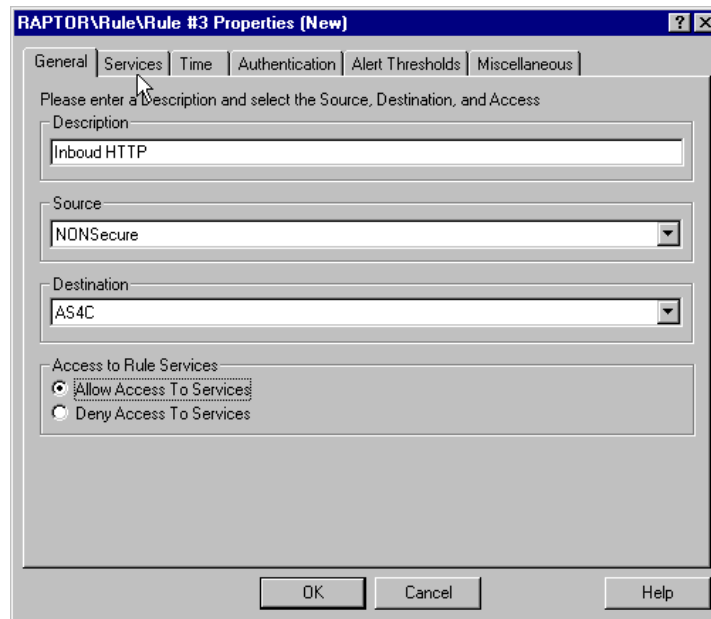 RAPTOR\Rule\Rule #3 Properties (New)
General Services Time Authentication Alert Thresholds Miscellaneous
Please enter a Description and select the Source, Destination, and Access
Description
Inboud HTTP
Source
NONSecure
Destination
AS4C
Access to Rule Services
Allow Access To Services
Deny Access To Services
OK Cancel Help